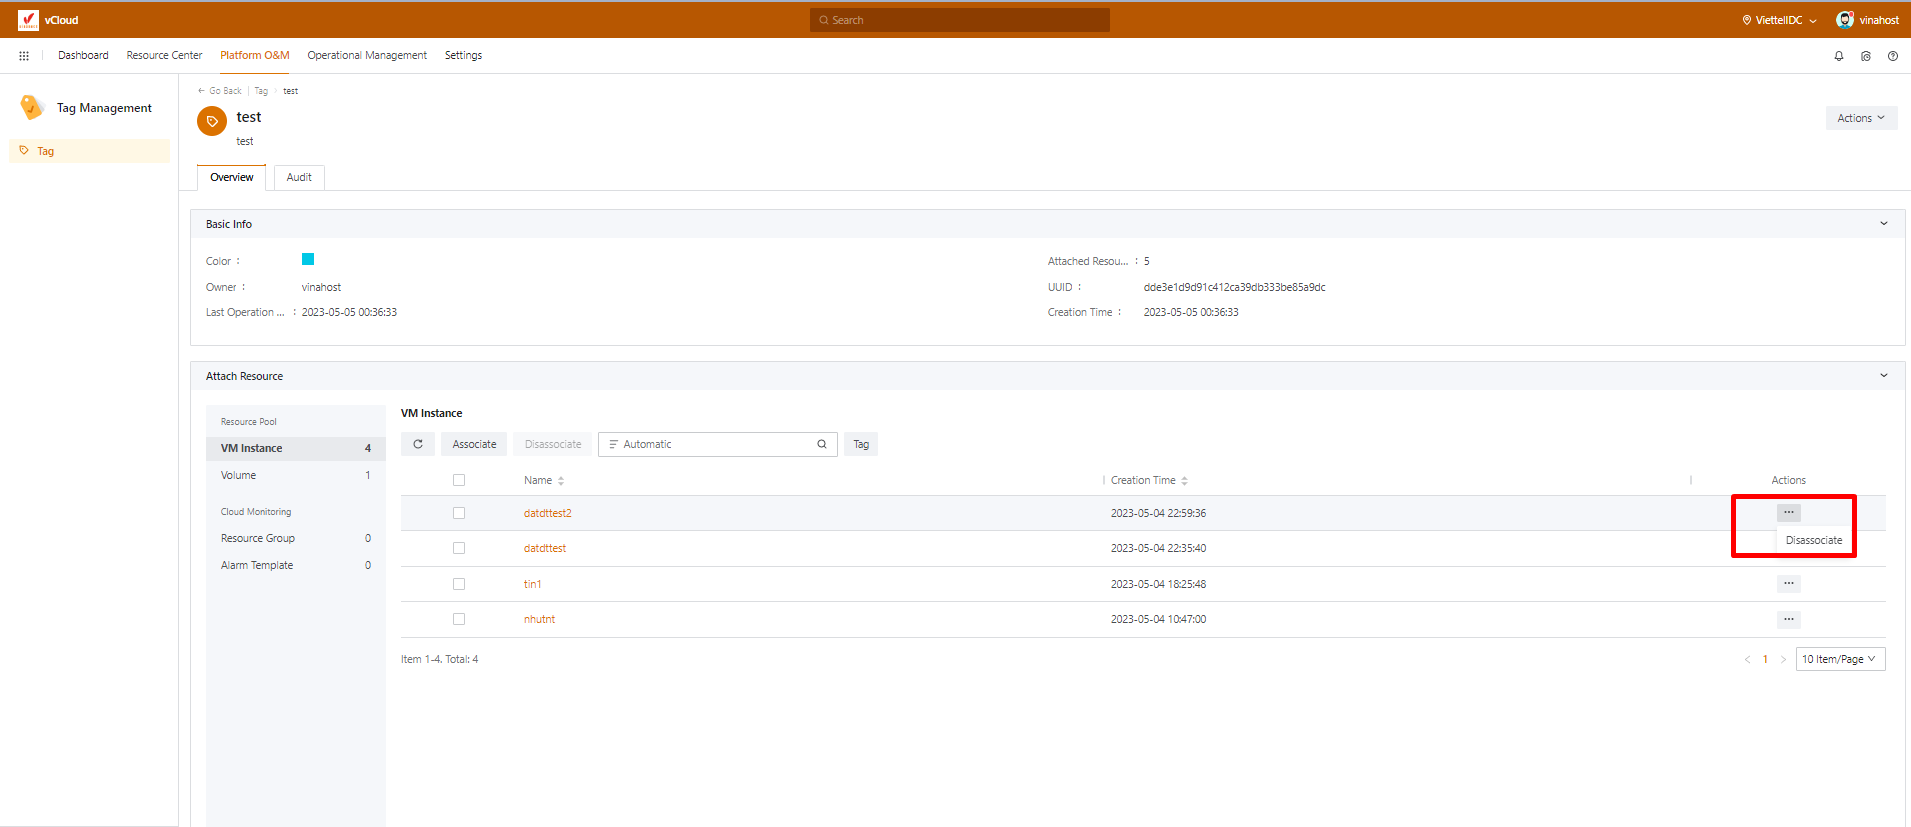 vCloud
Search
ViettelIDC
vinahost
Dashboard Resource Center Platform O&M Operational Management Settings
Tag Management
Tag
Go Back Tag test
test
test
Actions
Overview Audit
Basic Info
Color :
Attached Resou... : 5
Owner : vinahost
UUID : dde3e1d9d91c412ca39db333be85a9dc
Last Operation ... : 2023-05-05 00:36:33
Creation Time : 2023-05-05 00:36:33
Attach Resource
Resource Pool
VM Instance 4
Volume 1
Cloud Monitoring
Resource Group 0
Alarm Template 0
VM Instance
Associate Disassociate Automatic Tag
Name Creation Time Actions
datdttest2 2023-05-04 22:59:36 ...
Disassociate
datdttest 2023-05-04 22:35:40
tin1 2023-05-04 18:25:48 ...
nhutnt 2023-05-04 10:47:00 ...
Item 1-4. Total: 4
< 1 > 10 Item/Page